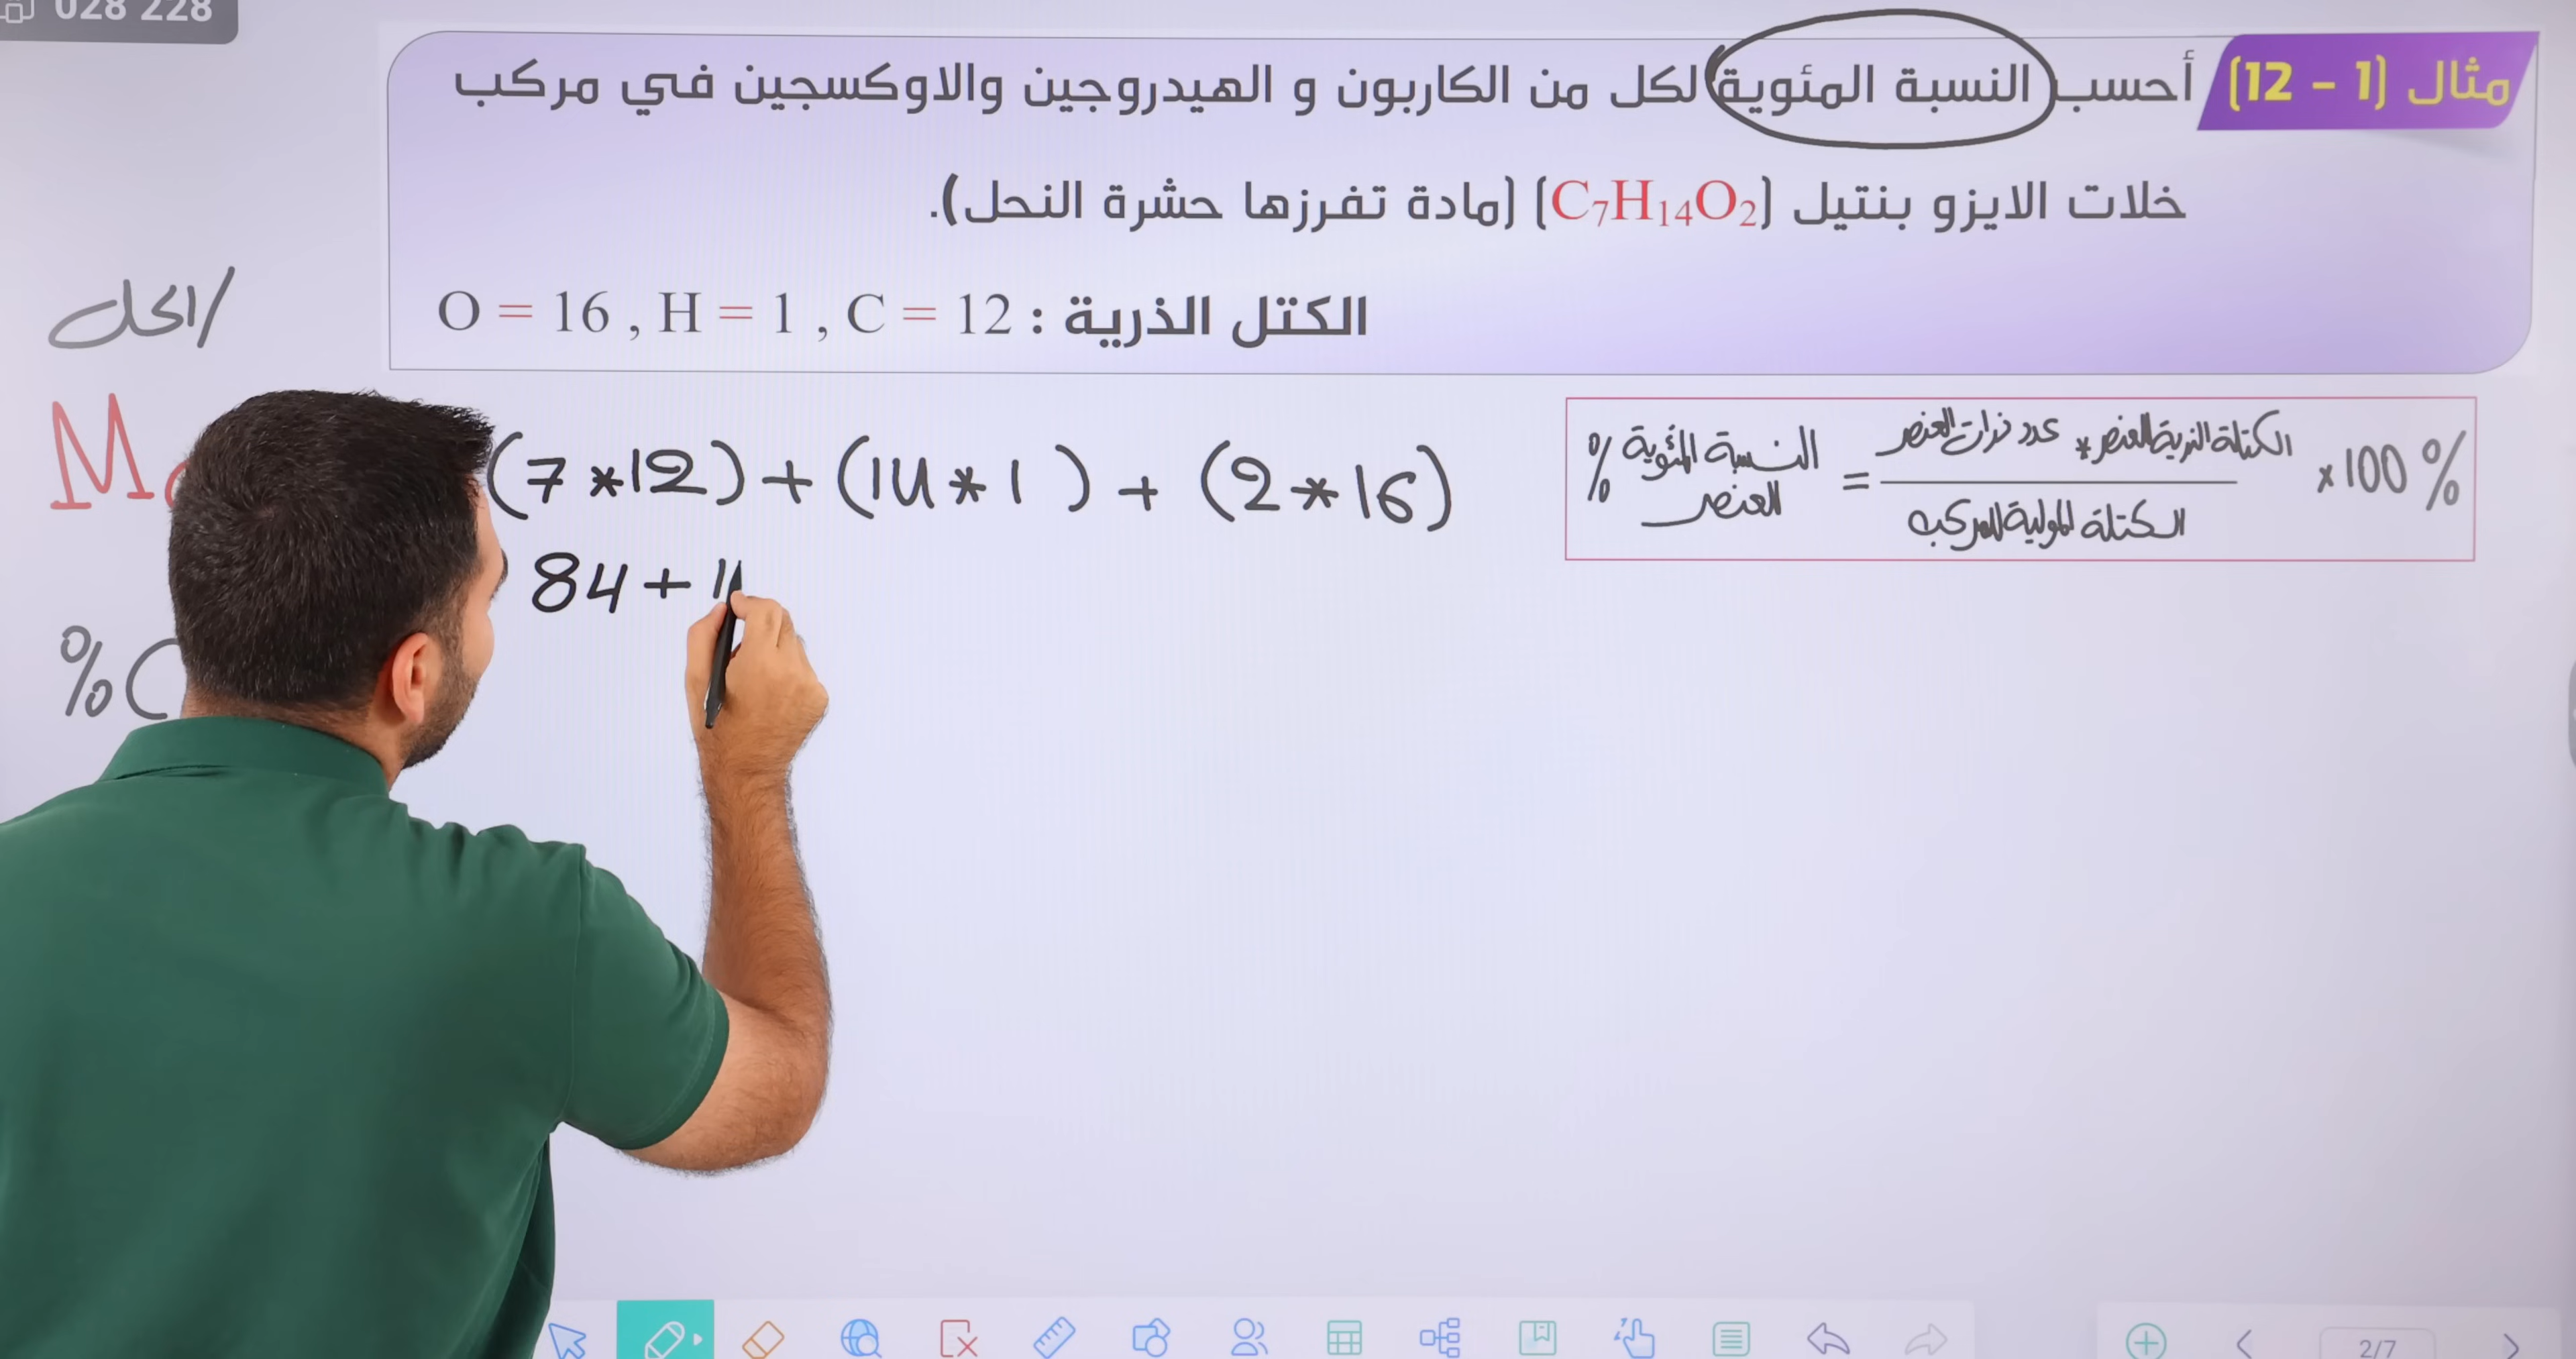 028 228
مثال (1 - 12) أحسب النسبة المئوية لكل من الكاربون و الهيدروجين والاوكسجين في مركب
خلات الايزو بنتيل (C₇H₁₄O₂) (مادة تفرزها حشرة النحل).
الكتل الذرية : O = 16 , H = 1 , C = 12
الحل/
M (7*12) + (14*1) + (2*16)
84 + 1
%C
% النسبة المئوية للعنصر = الكتلة الذرية للعنصر * عدد ذرات العنصر
الكتلة المولية للمركب
×100 %
2/7